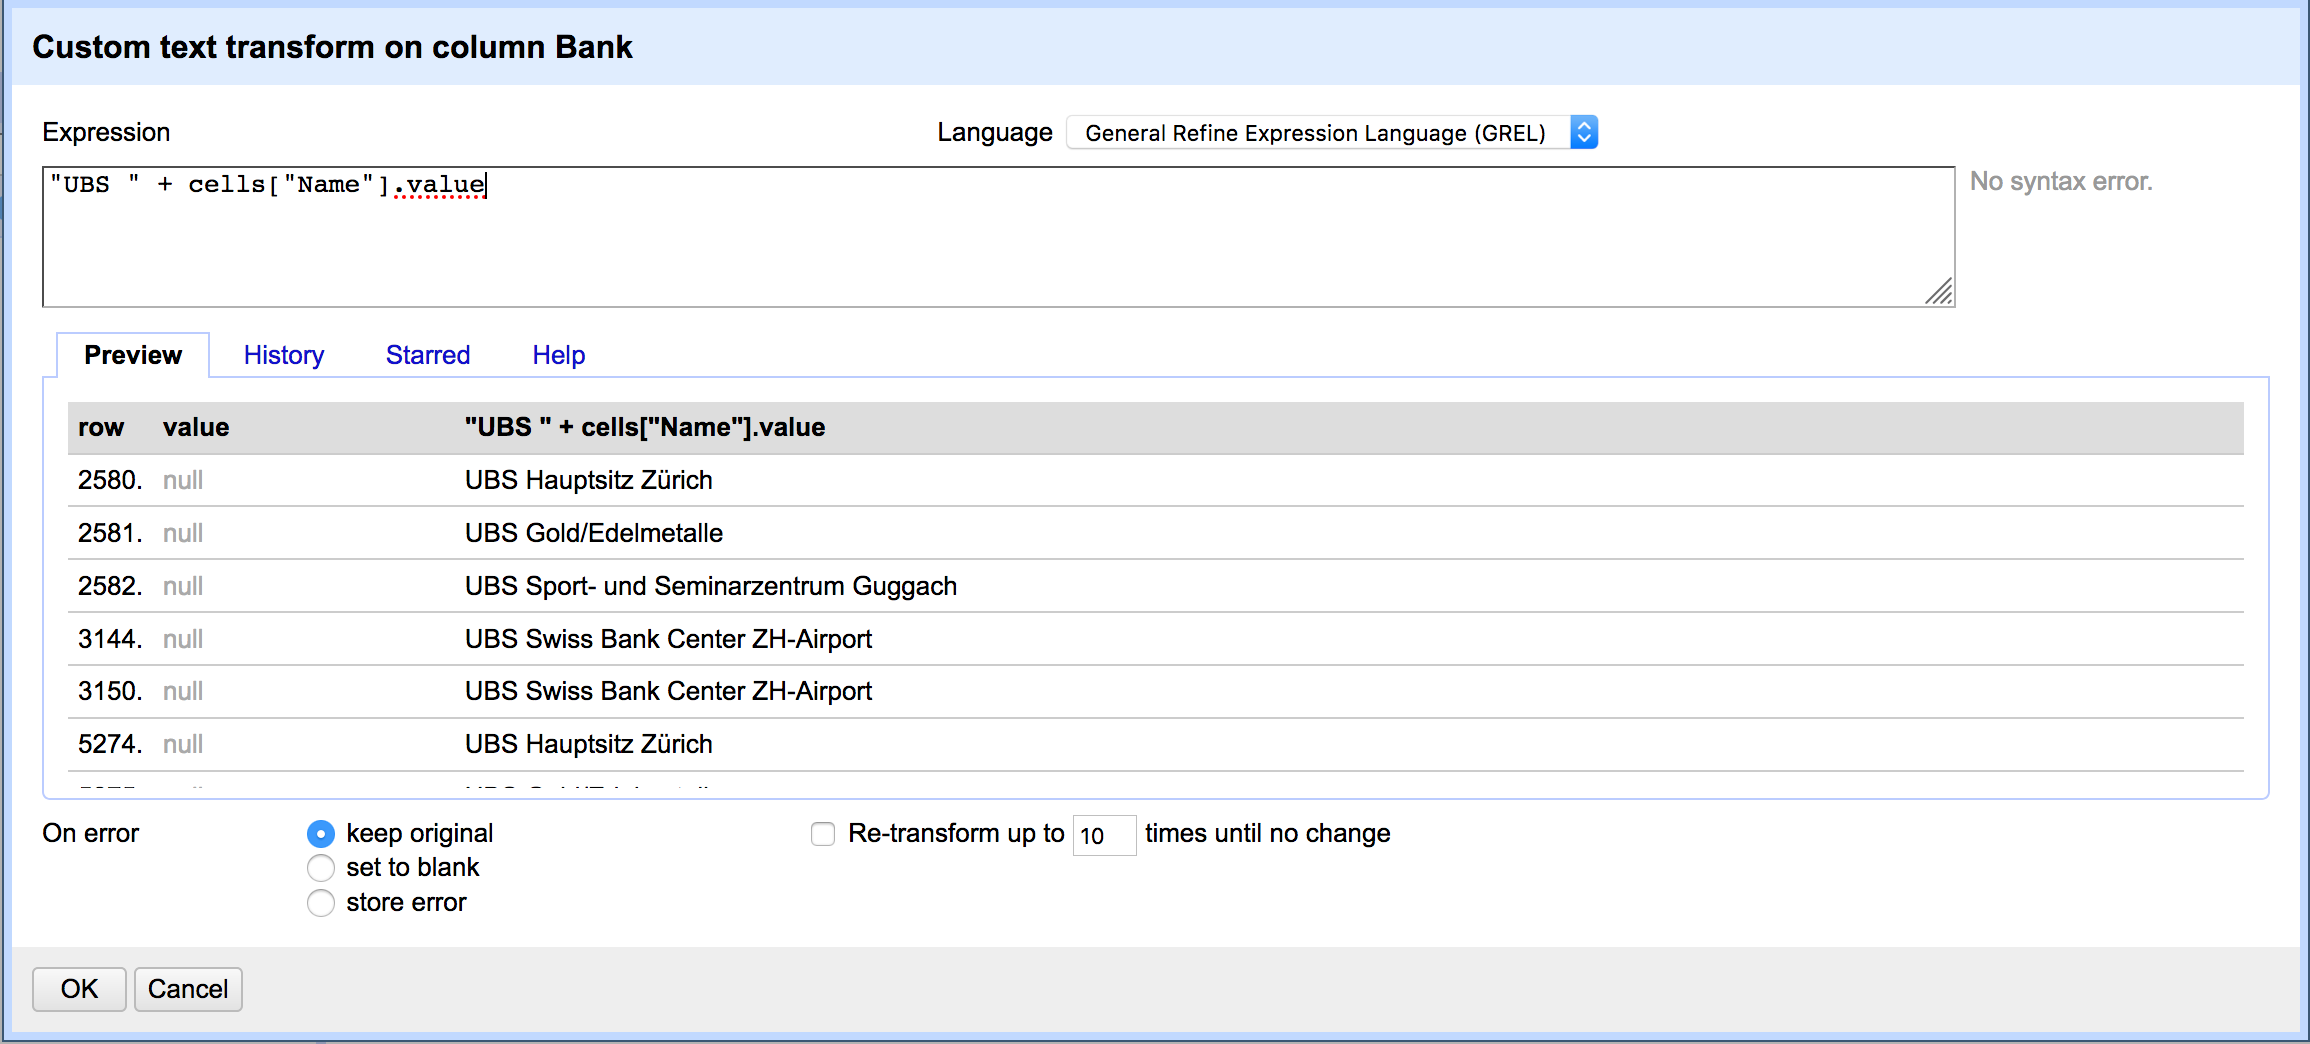 Custom text transform on column Bank
Expression
Language General Refine Expression Language (GREL)
"UBS " + cells["Name"].value
No syntax error.
Preview History Starred Help
row value "UBS " + cells["Name"].value
2580. null UBS Hauptsitz Zürich
2581. null UBS Gold/Edelmetalle
2582. null UBS Sport- und Seminarzentrum Guggach
3144. null UBS Swiss Bank Center ZH-Airport
3150. null UBS Swiss Bank Center ZH-Airport
5274. null UBS Hauptsitz Zürich
On error keep original Re-transform up to 10 times until no change
set to blank
store error
OK Cancel